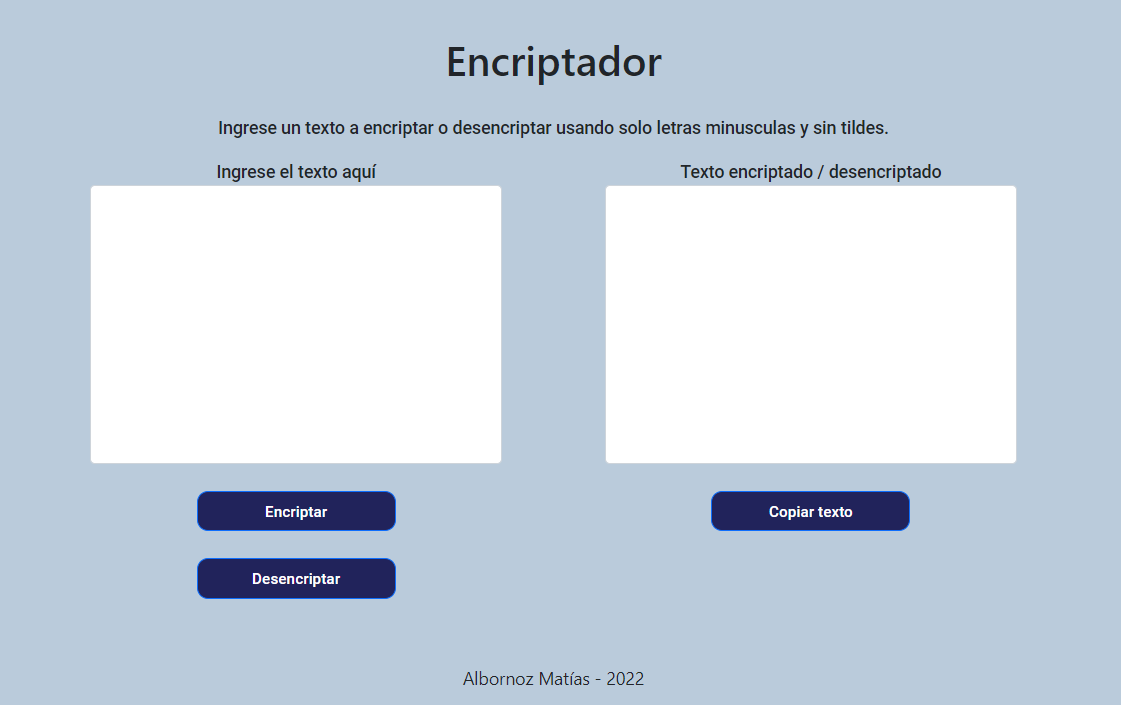 Encriptador
Ingrese un texto a encriptar o desencriptar usando solo letras minusculas y sin tildes.
Ingrese el texto aquí
Texto encriptado / desencriptado
Encriptar
Copiar texto
Desencriptar
Albornoz Matías - 2022